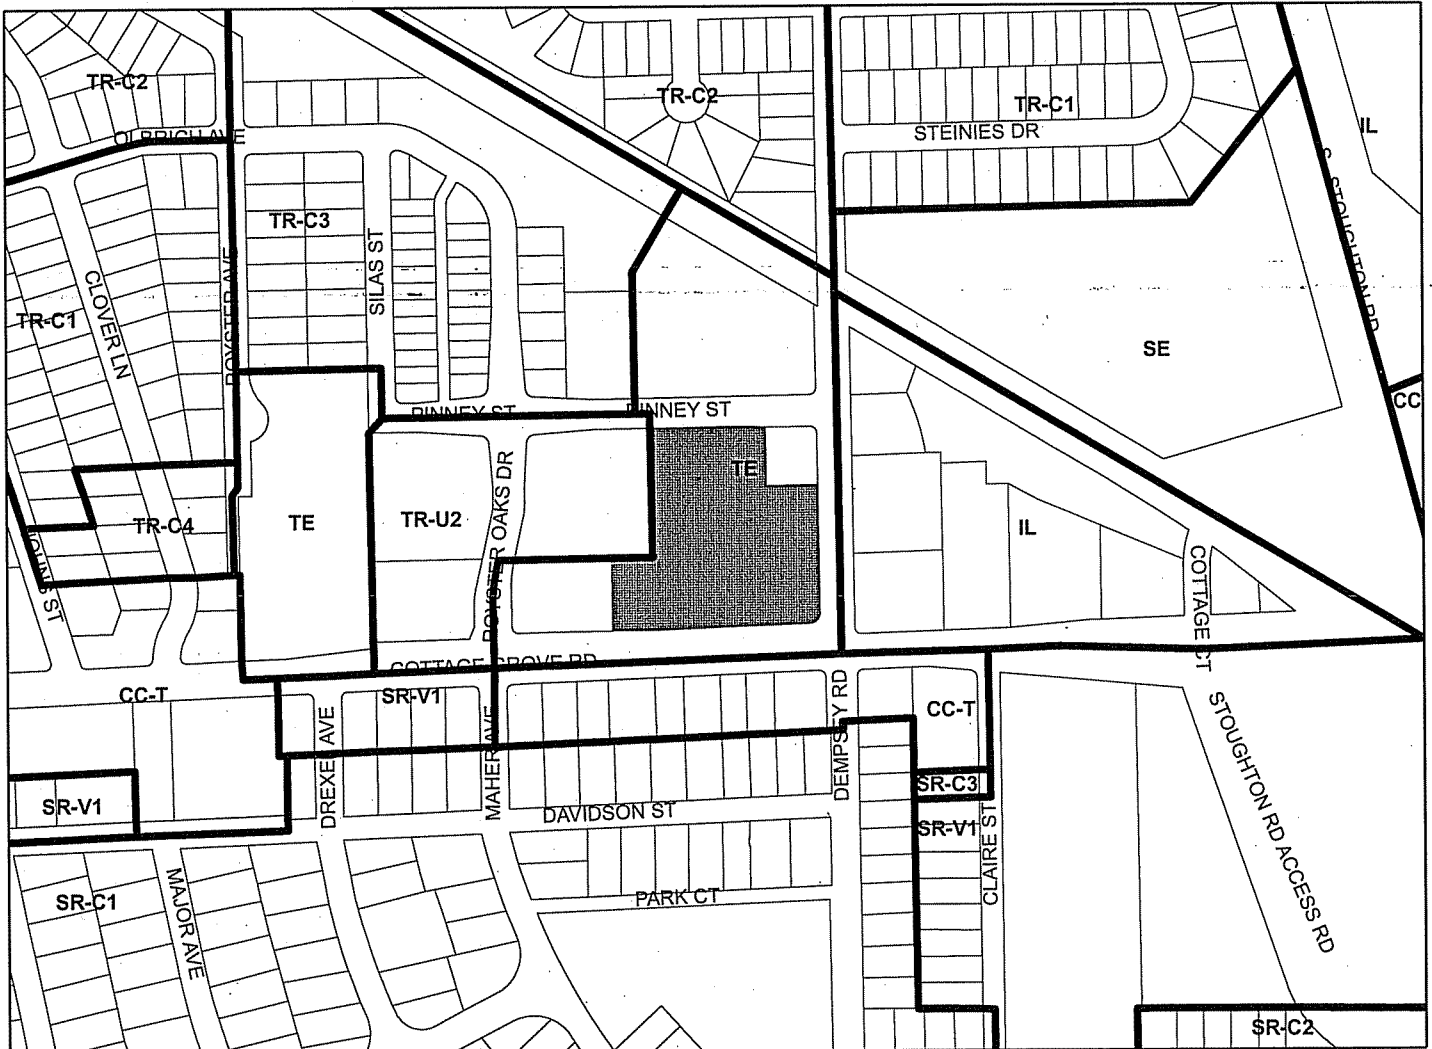 TR-C2
TR-C2
TR-C1
IL
OLBRICH AVE
STEINIES DR
S. STOUGHTON RD
TR-C3
ROYSTER AVE
SILAS ST
CLOVER LN
TR-C1
SE
CC
PINNEY ST
PINNEY ST
TE
TR-C4
TE
TR-U2
ROYSTER OAKS DR
IL
COTTAGE CT
ST
COTTAGE GROVE RD
CC-T
SR-V1
DREXEL AVE
MAHER AVE
DEMPSEY RD
CC-T
STOUGHTON RD ACCESS RD
SR-V1
DAVIDSON ST
SR-C3
SR-V1
CLAIRE ST
SR-C1
MAJOR AVE
PARK CT
SR-C2